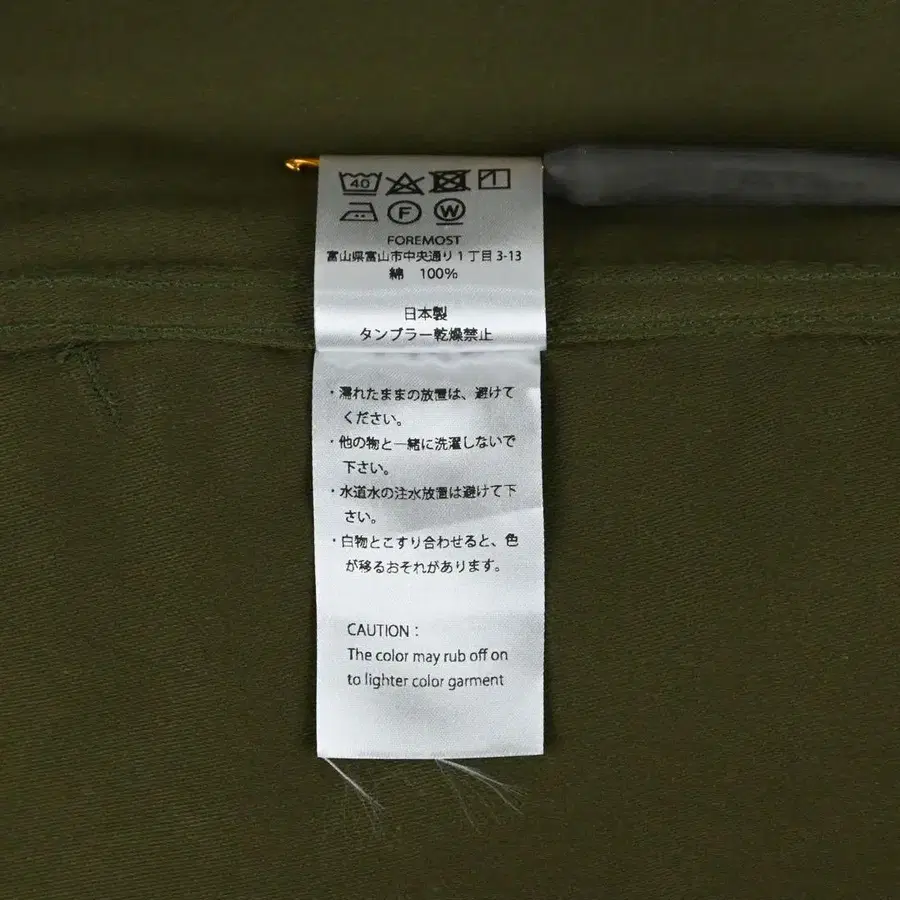 40
F W
FOREMOST
富山県富山市中央通り1丁目3-13
綿 100%
日本製
タンブラー乾燥禁止
・濡れたままの放置は、避けて
ください。
・他の物と一緒に洗濯しないで
下さい。
・水道水の注水放置は避けて下
さい。
・白物とこすり合わせると、色
が移るおそれがあります。
CAUTION :
The color may rub off on
to lighter color garment